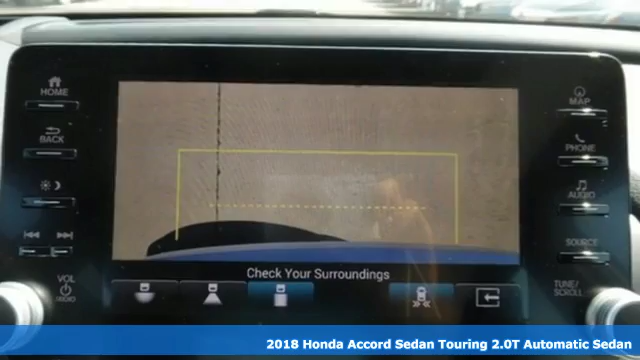 HOME
BACK
VOL
AUDIO
MAP
PHONE
AUDIO
SOURCE
TUNE/
SCROLL
Check Your Surroundings
2018 Honda Accord Sedan Touring 2.0T Automatic Sedan